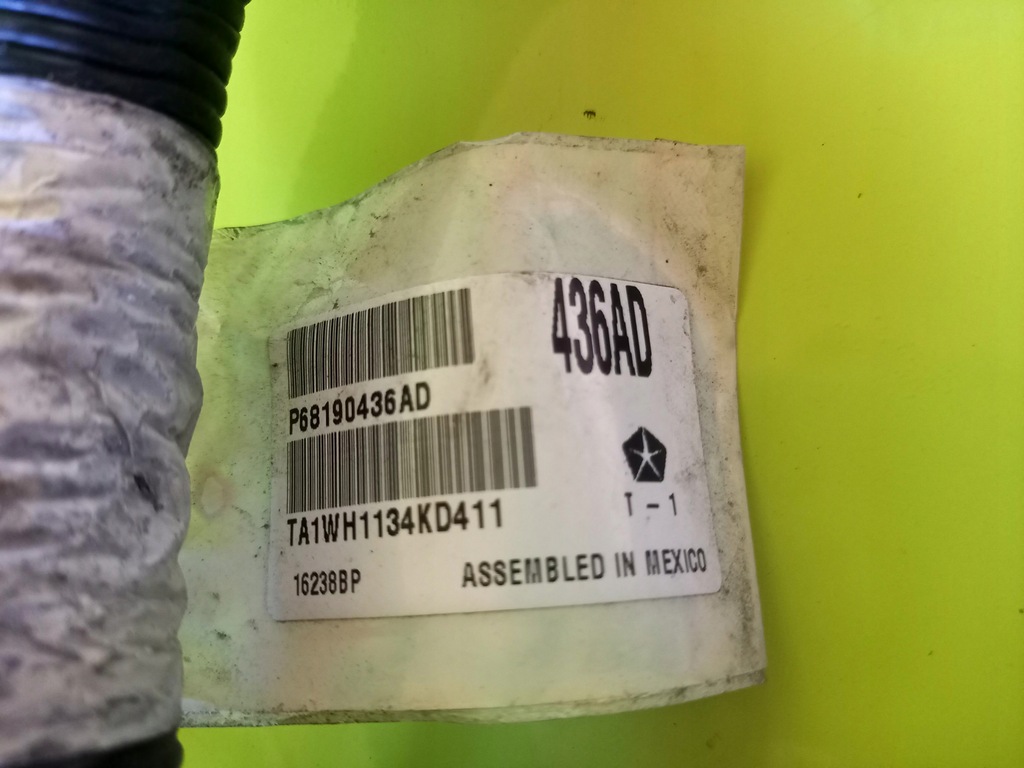 436AD
P68190436AD
TA1WH1134KD411
T-1
16238BP
ASSEMBLED IN MEXICO